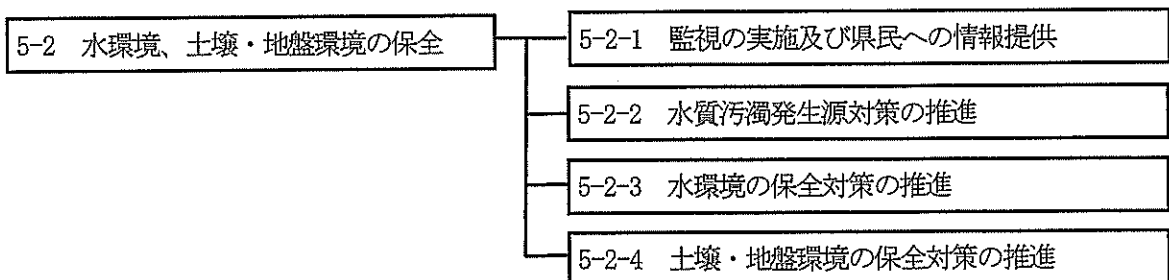 5-2 水環境、土壌・地盤環境の保全
5-2-1 監視の実施及び県民への情報提供
5-2-2 水質汚濁発生源対策の推進
5-2-3 水環境の保全対策の推進
5-2-4 土壌・地盤環境の保全対策の推進